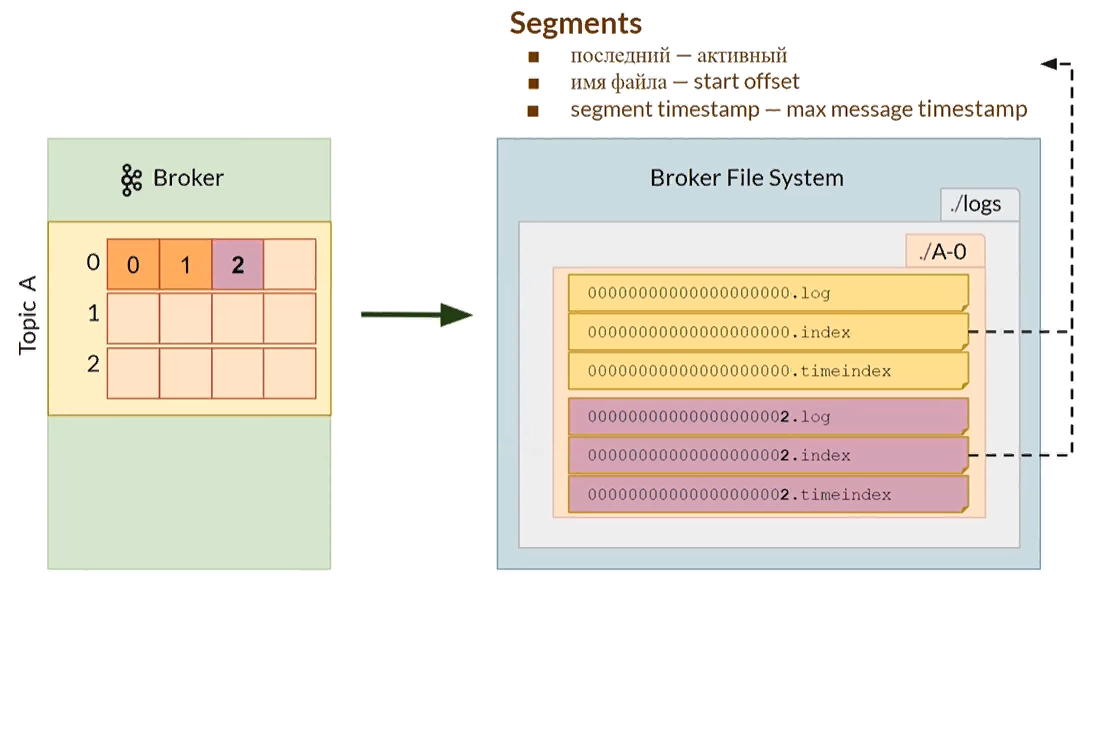 Segments
последний — активный
имя файла — start offset
segment timestamp — max message timestamp
Broker
Topic A
0
0 1 2
1
2
Broker File System
./logs
./A-0
00000000000000000000.log
00000000000000000000.index
00000000000000000000.timeindex
00000000000000000002.log
00000000000000000002.index
00000000000000000002.timeindex